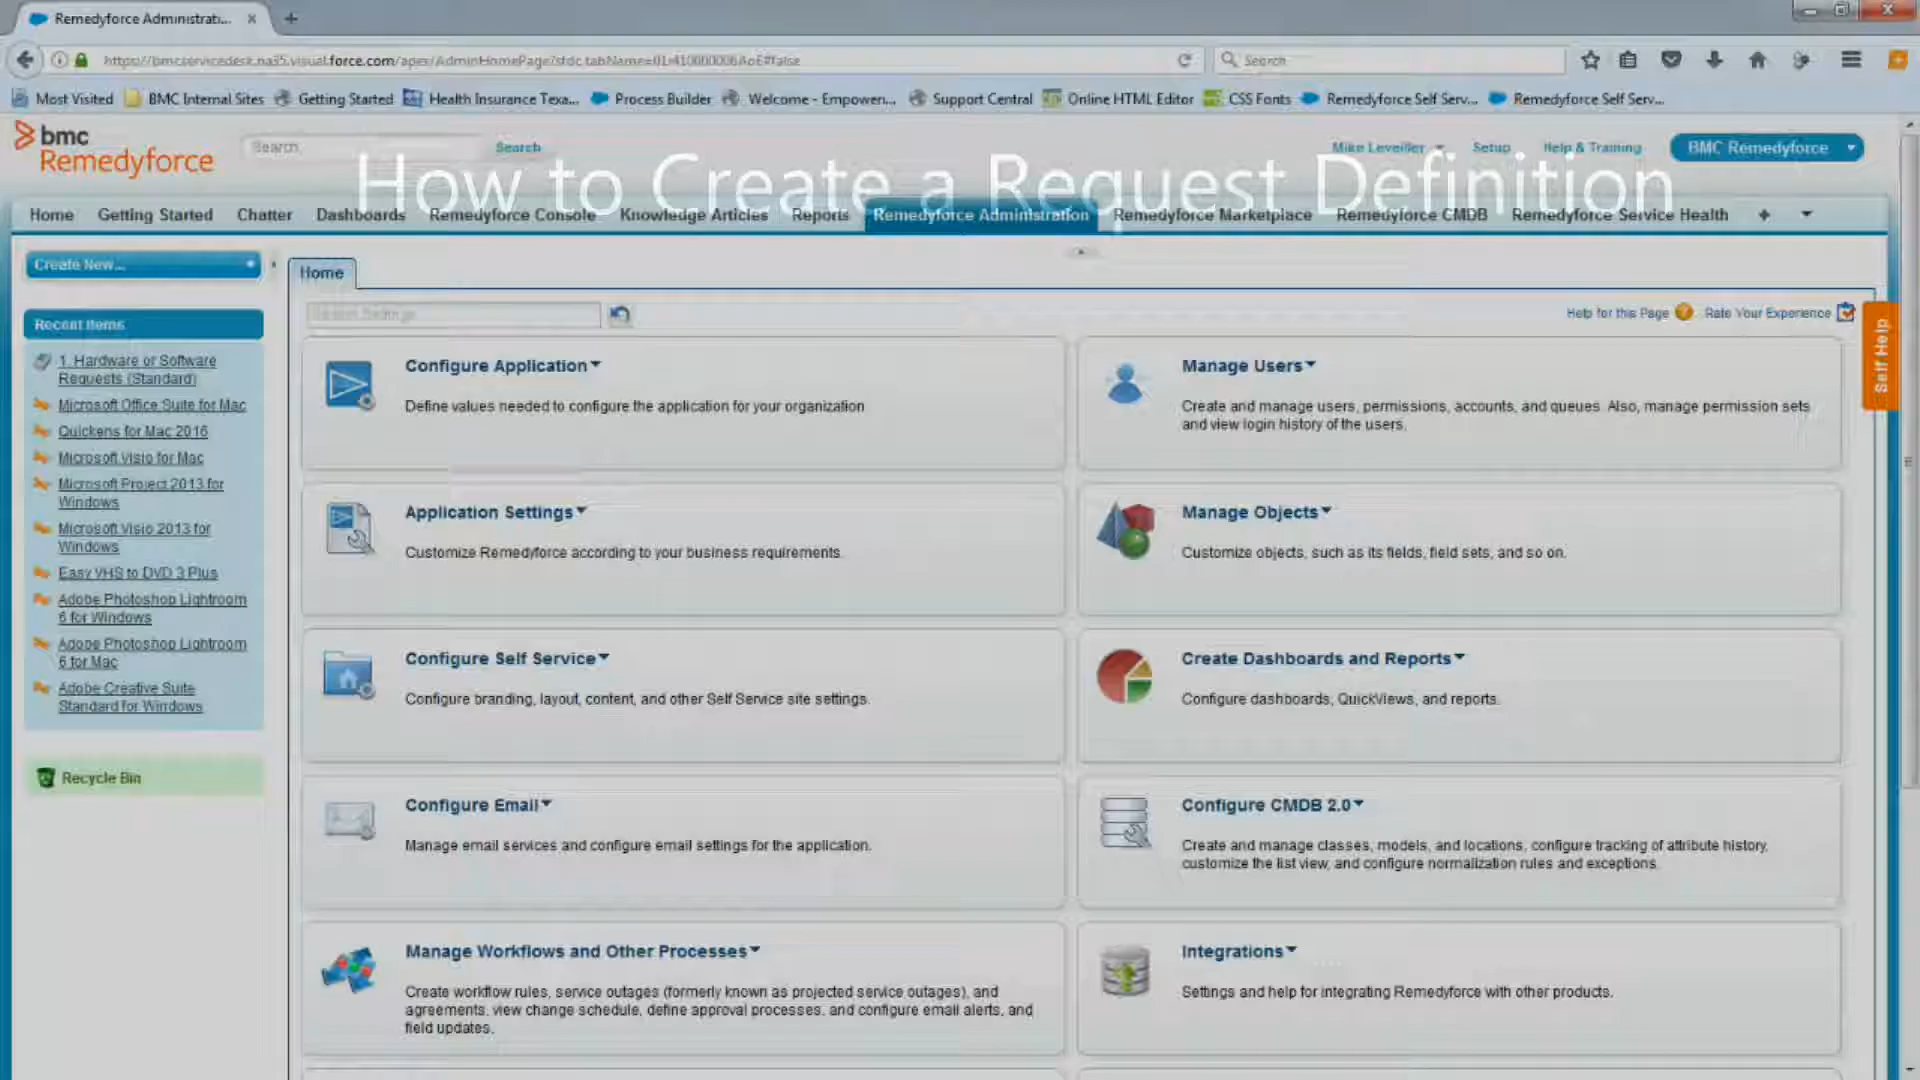 Remedyforce Administrati...
https://bmcservicedesk.na35.visual.force.com/apex/AdminHomePage?sfdc.tabName=01r410000006AoE#false
Search
Most Visited BMC Internal Sites Getting Started Health Insurance Texa... Process Builder Welcome - Empower... Support Central Online HTML Editor CSS Fonts Remedyforce Self Serv... Remedyforce Self Serv...
bmc
Remedyforce
Search
Search
Mike Leveiller Setup Help & Training BMC Remedyforce
How to Create a Request Definition
Home Getting Started Chatter Dashboards Remedyforce Console Knowledge Articles Reports Remedyforce Administration Remedyforce Marketplace Remedyforce CMDB Remedyforce Service Health +
Create New...
Recent Items
1. Hardware or Software
Requests (Standard)
Microsoft Office Suite for Mac
Quickens for Mac 2016
Microsoft Visio for Mac
Microsoft Project 2013 for
Windows
Microsoft Visio 2013 for
Windows
Easy VHS to DVD 3 Plus
Adobe Photoshop Lightroom
6 for Windows
Adobe Photoshop Lightroom
6 for Mac
Adobe Creative Suite
Standard for Windows
Recycle Bin
Home
Search Settings
Help for this Page Rate Your Experience
Self Help
Configure Application
Define values needed to configure the application for your organization
Manage Users
Create and manage users, permissions, accounts, and queues. Also, manage permission sets
and view login history of the users.
Application Settings
Customize Remedyforce according to your business requirements.
Manage Objects
Customize objects, such as its fields, field sets, and so on.
Configure Self Service
Configure branding, layout, content, and other Self Service site settings.
Create Dashboards and Reports
Configure dashboards, QuickViews, and reports.
Configure Email
Manage email services and configure email settings for the application.
Configure CMDB 2.0
Create and manage classes, models, and locations, configure tracking of attribute history,
customize the list view, and configure normalization rules and exceptions.
Manage Workflows and Other Processes
Create workflow rules, service outages (formerly known as projected service outages), and
agreements, view change schedule, define approval processes, and configure email alerts, and
field updates.
Integrations
Settings and help for integrating Remedyforce with other products.